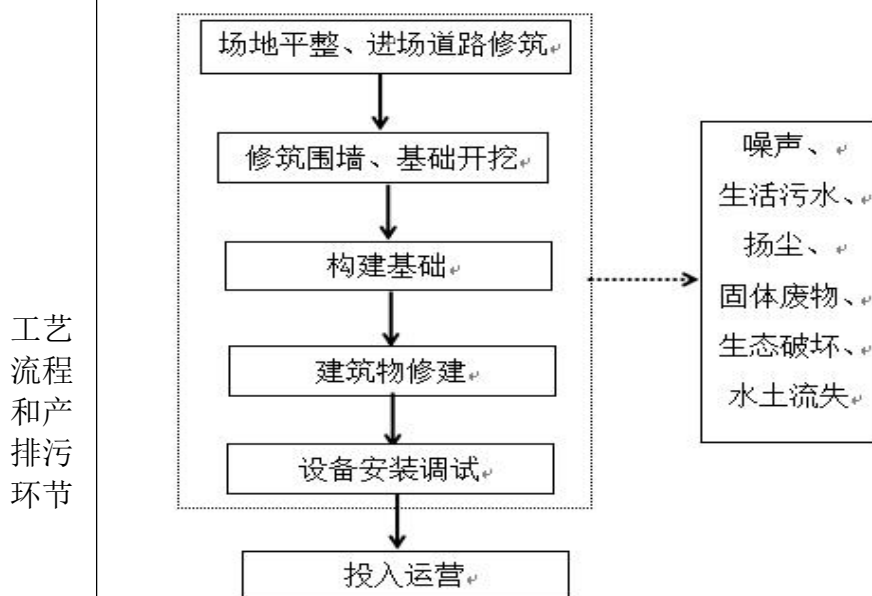 工艺
流程
和产
排污
环节
场地平整、进场道路修筑
修筑围墙、基础开挖
构建基础
建筑物修建
设备安装调试
投入运营
噪声、
生活污水、
扬尘、
固体废物、
生态破坏、
水土流失